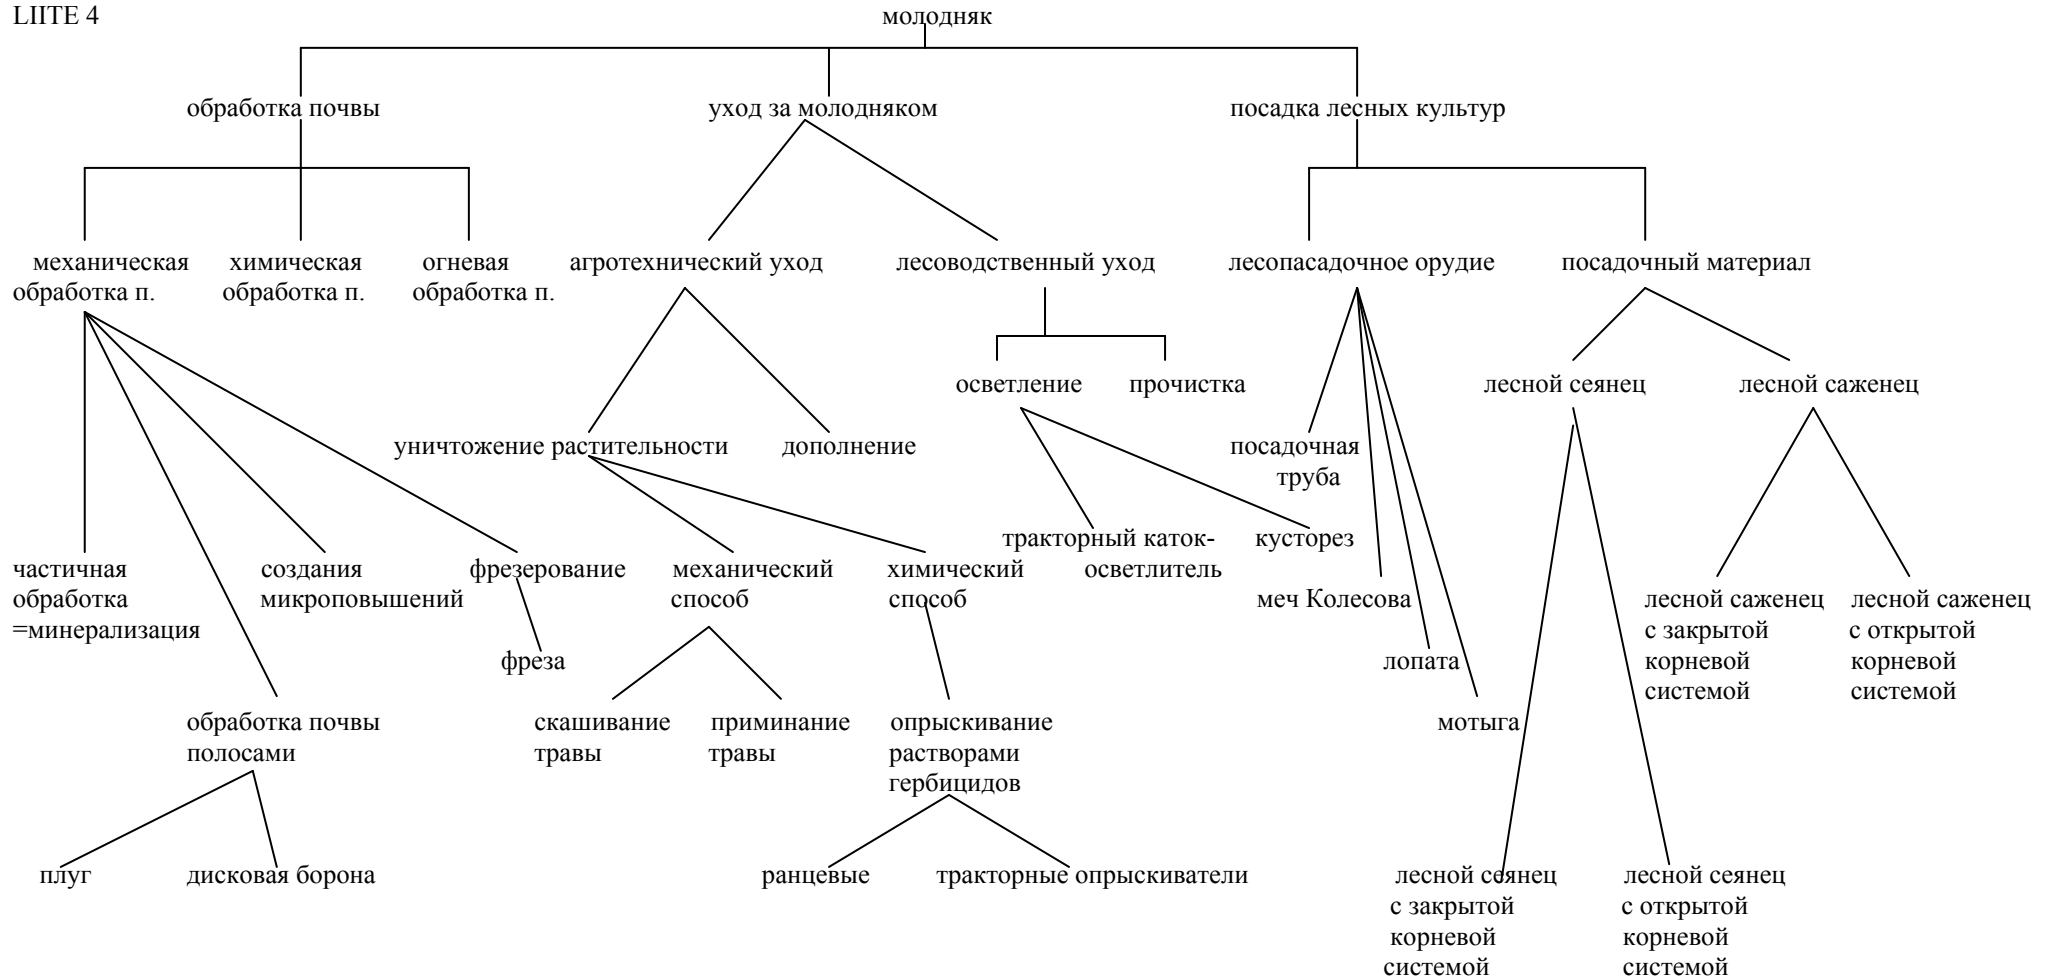 LIITE 4
молодняк
обработка почвы
уход за молодняком
посадка лесных культур
механическая
обработка п.
химическая
обработка п.
огневая
обработка п.
агротехнический уход
лесоводственный уход
лесопасадочное орудие
посадочный материал
осветление
прочистка
лесной сеянец
лесной саженец
уничтожение растительности
дополнение
посадочная
труба
тракторный каток-
осветлитель
кусторез
частичная
обработка
=минерализация
создания
микроповышений
фрезерование
механический
способ
химический
способ
меч Колесова
лесной саженец
с закрытой
корневой
системой
лесной саженец
с открытой
корневой
системой
фреза
лопата
обработка почвы
полосами
скашивание
травы
приминание
травы
опрыскивание
растворами
гербицидов
мотыга
плуг
дисковая борона
ранцевые
тракторные опрыскиватели
лесной сеянец
с закрытой
корневой
системой
лесной сеянец
с открытой
корневой
системой